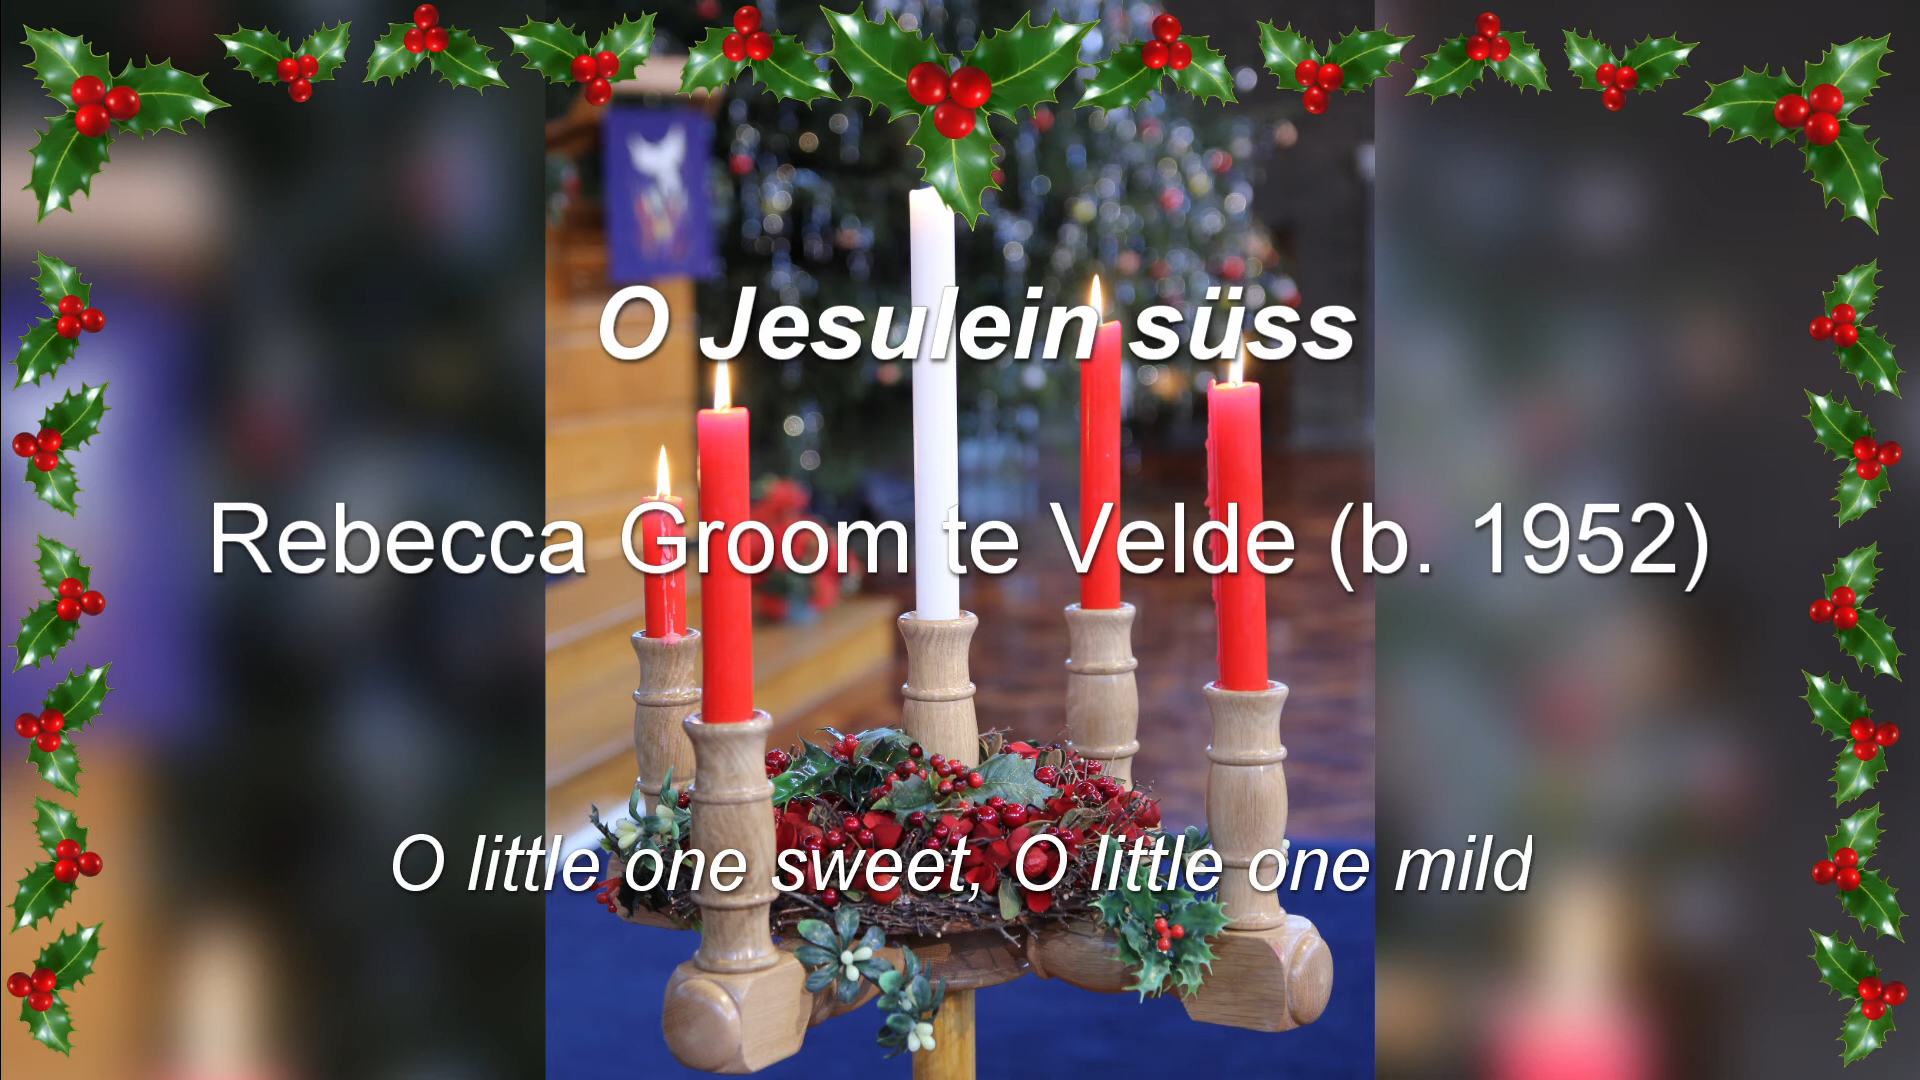 O Jesulein süss
Rebecca Groom te Velde (b. 1952)
O little one sweet, O little one mild